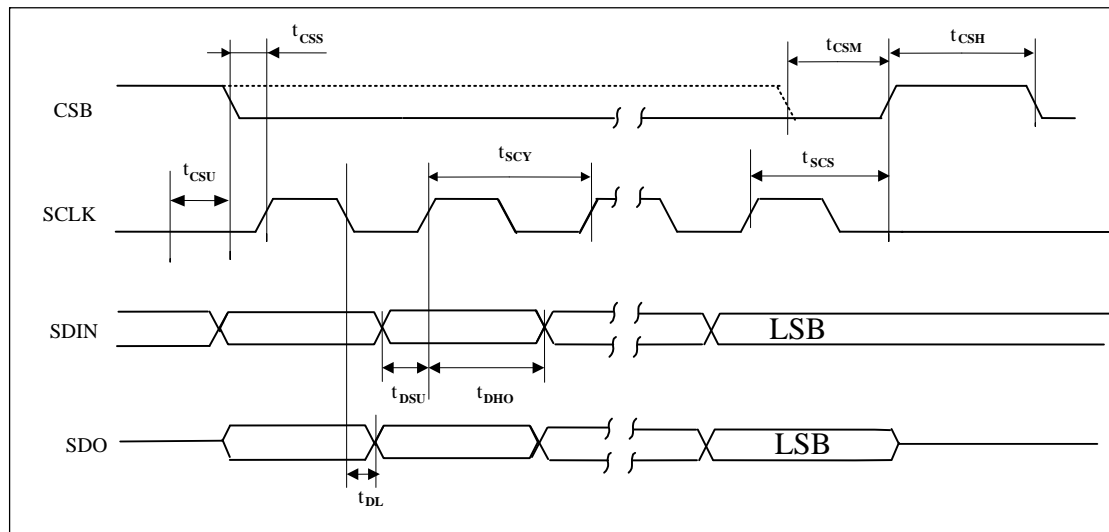 tCSS
tCSM
tCSH
CSB
tCSU
tSCY
tSCS
SCLK
SDIN
LSB
tDSU
tDHO
SDO
LSB
tDL